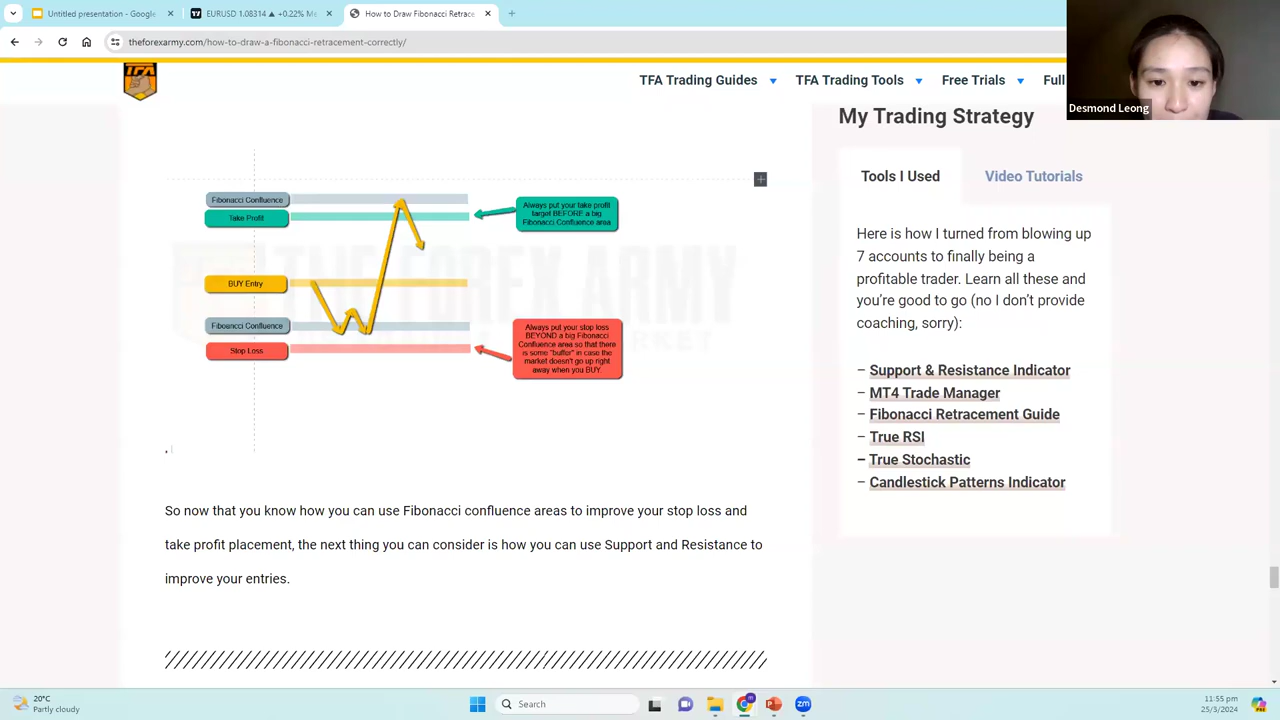 Untitled presentation - Google
EURUSD 1.08314 ▲ +0.22% Me
How to Draw Fibonacci Retrace
theforexarmy.com/how-to-draw-a-fibonacci-retracement-correctly/
TFA
TFA Trading Guides
TFA Trading Tools
Free Trials
Full
Desmond Leong
My Trading Strategy
Tools I Used
Video Tutorials
Here is how I turned from blowing up
7 accounts to finally being a
profitable trader. Learn all these and
you're good to go (no I don't provide
coaching, sorry):
– Support & Resistance Indicator
– MT4 Trade Manager
– Fibonacci Retracement Guide
– True RSI
– True Stochastic
– Candlestick Patterns Indicator
THE FOREX ARMY
Fibonacci Confluence
Take Profit
Always put your take profit
target BEFORE a big
Fibonacci Confluence area
BUY Entry
Fibonacci Confluence
Stop Loss
Always put your stop loss
BEYOND a big Fibonacci
Confluence area so that there
is some "buffer" in case the
market doesn't go up right
away when you BUY.
So now that you know how you can use Fibonacci confluence areas to improve your stop loss and
take profit placement, the next thing you can consider is how you can use Support and Resistance to
improve your entries.
20°C
Partly cloudy
Search
zm
11:55 pm
25/3/2024